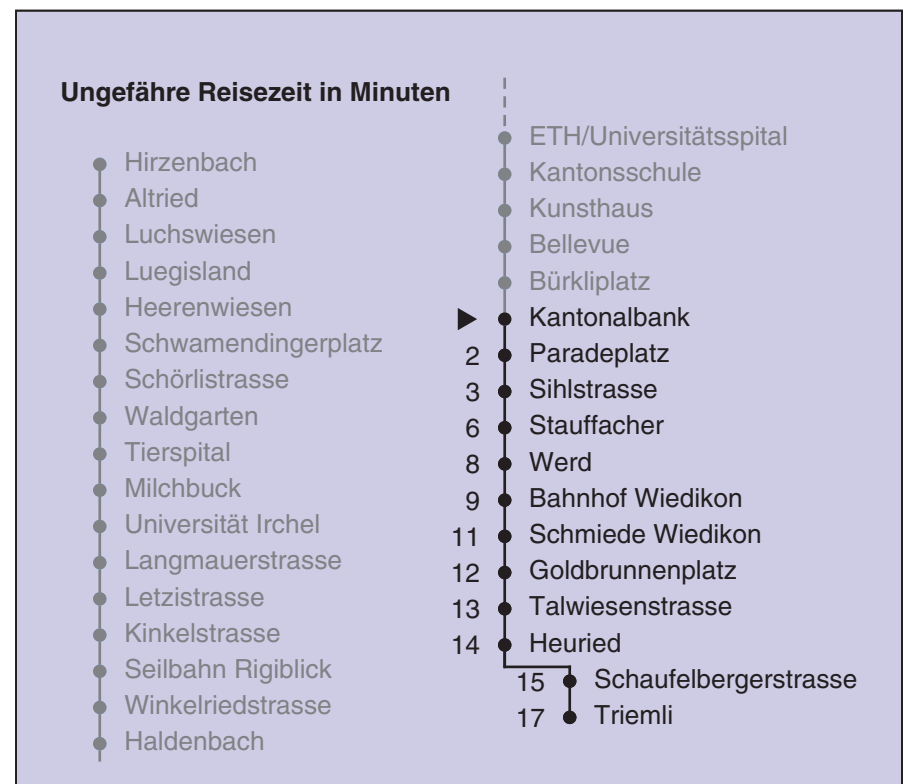 Ungefähre Reisezeit in Minuten
Hirzenbach
Altried
Luchswiesen
Luegisland
Heerenwiesen
Schwamendingerplatz
Schörlistrasse
Waldgarten
Tierspital
Milchbuck
Universität Irchel
Langmauerstrasse
Letzistrasse
Kinkelstrasse
Seilbahn Rigiblick
Winkelriedstrasse
Haldenbach
ETH/Universitätsspital
Kantonsschule
Kunsthaus
Bellevue
Bürkliplatz
Kantonalbank
2 Paradeplatz
3 Sihlstrasse
6 Stauffacher
8 Werd
9 Bahnhof Wiedikon
11 Schmiede Wiedikon
12 Goldbrunnenplatz
13 Talwiesenstrasse
14 Heuried
15 Schaufelbergerstrasse
17 Triemli